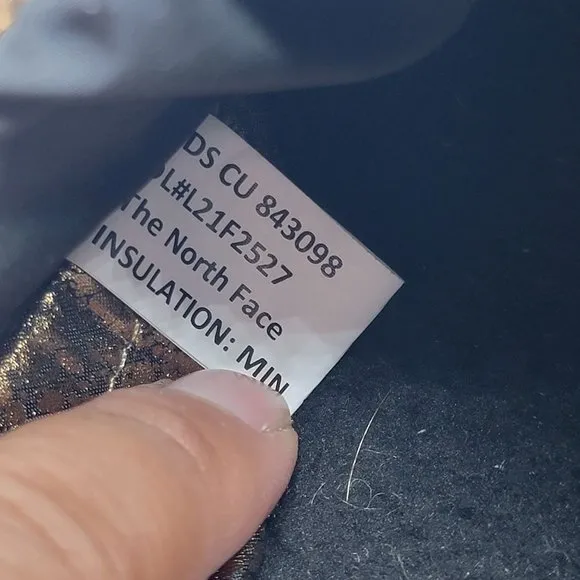 DS CU 843098
L#L21F2527
The North Face
INSULATION: MIN